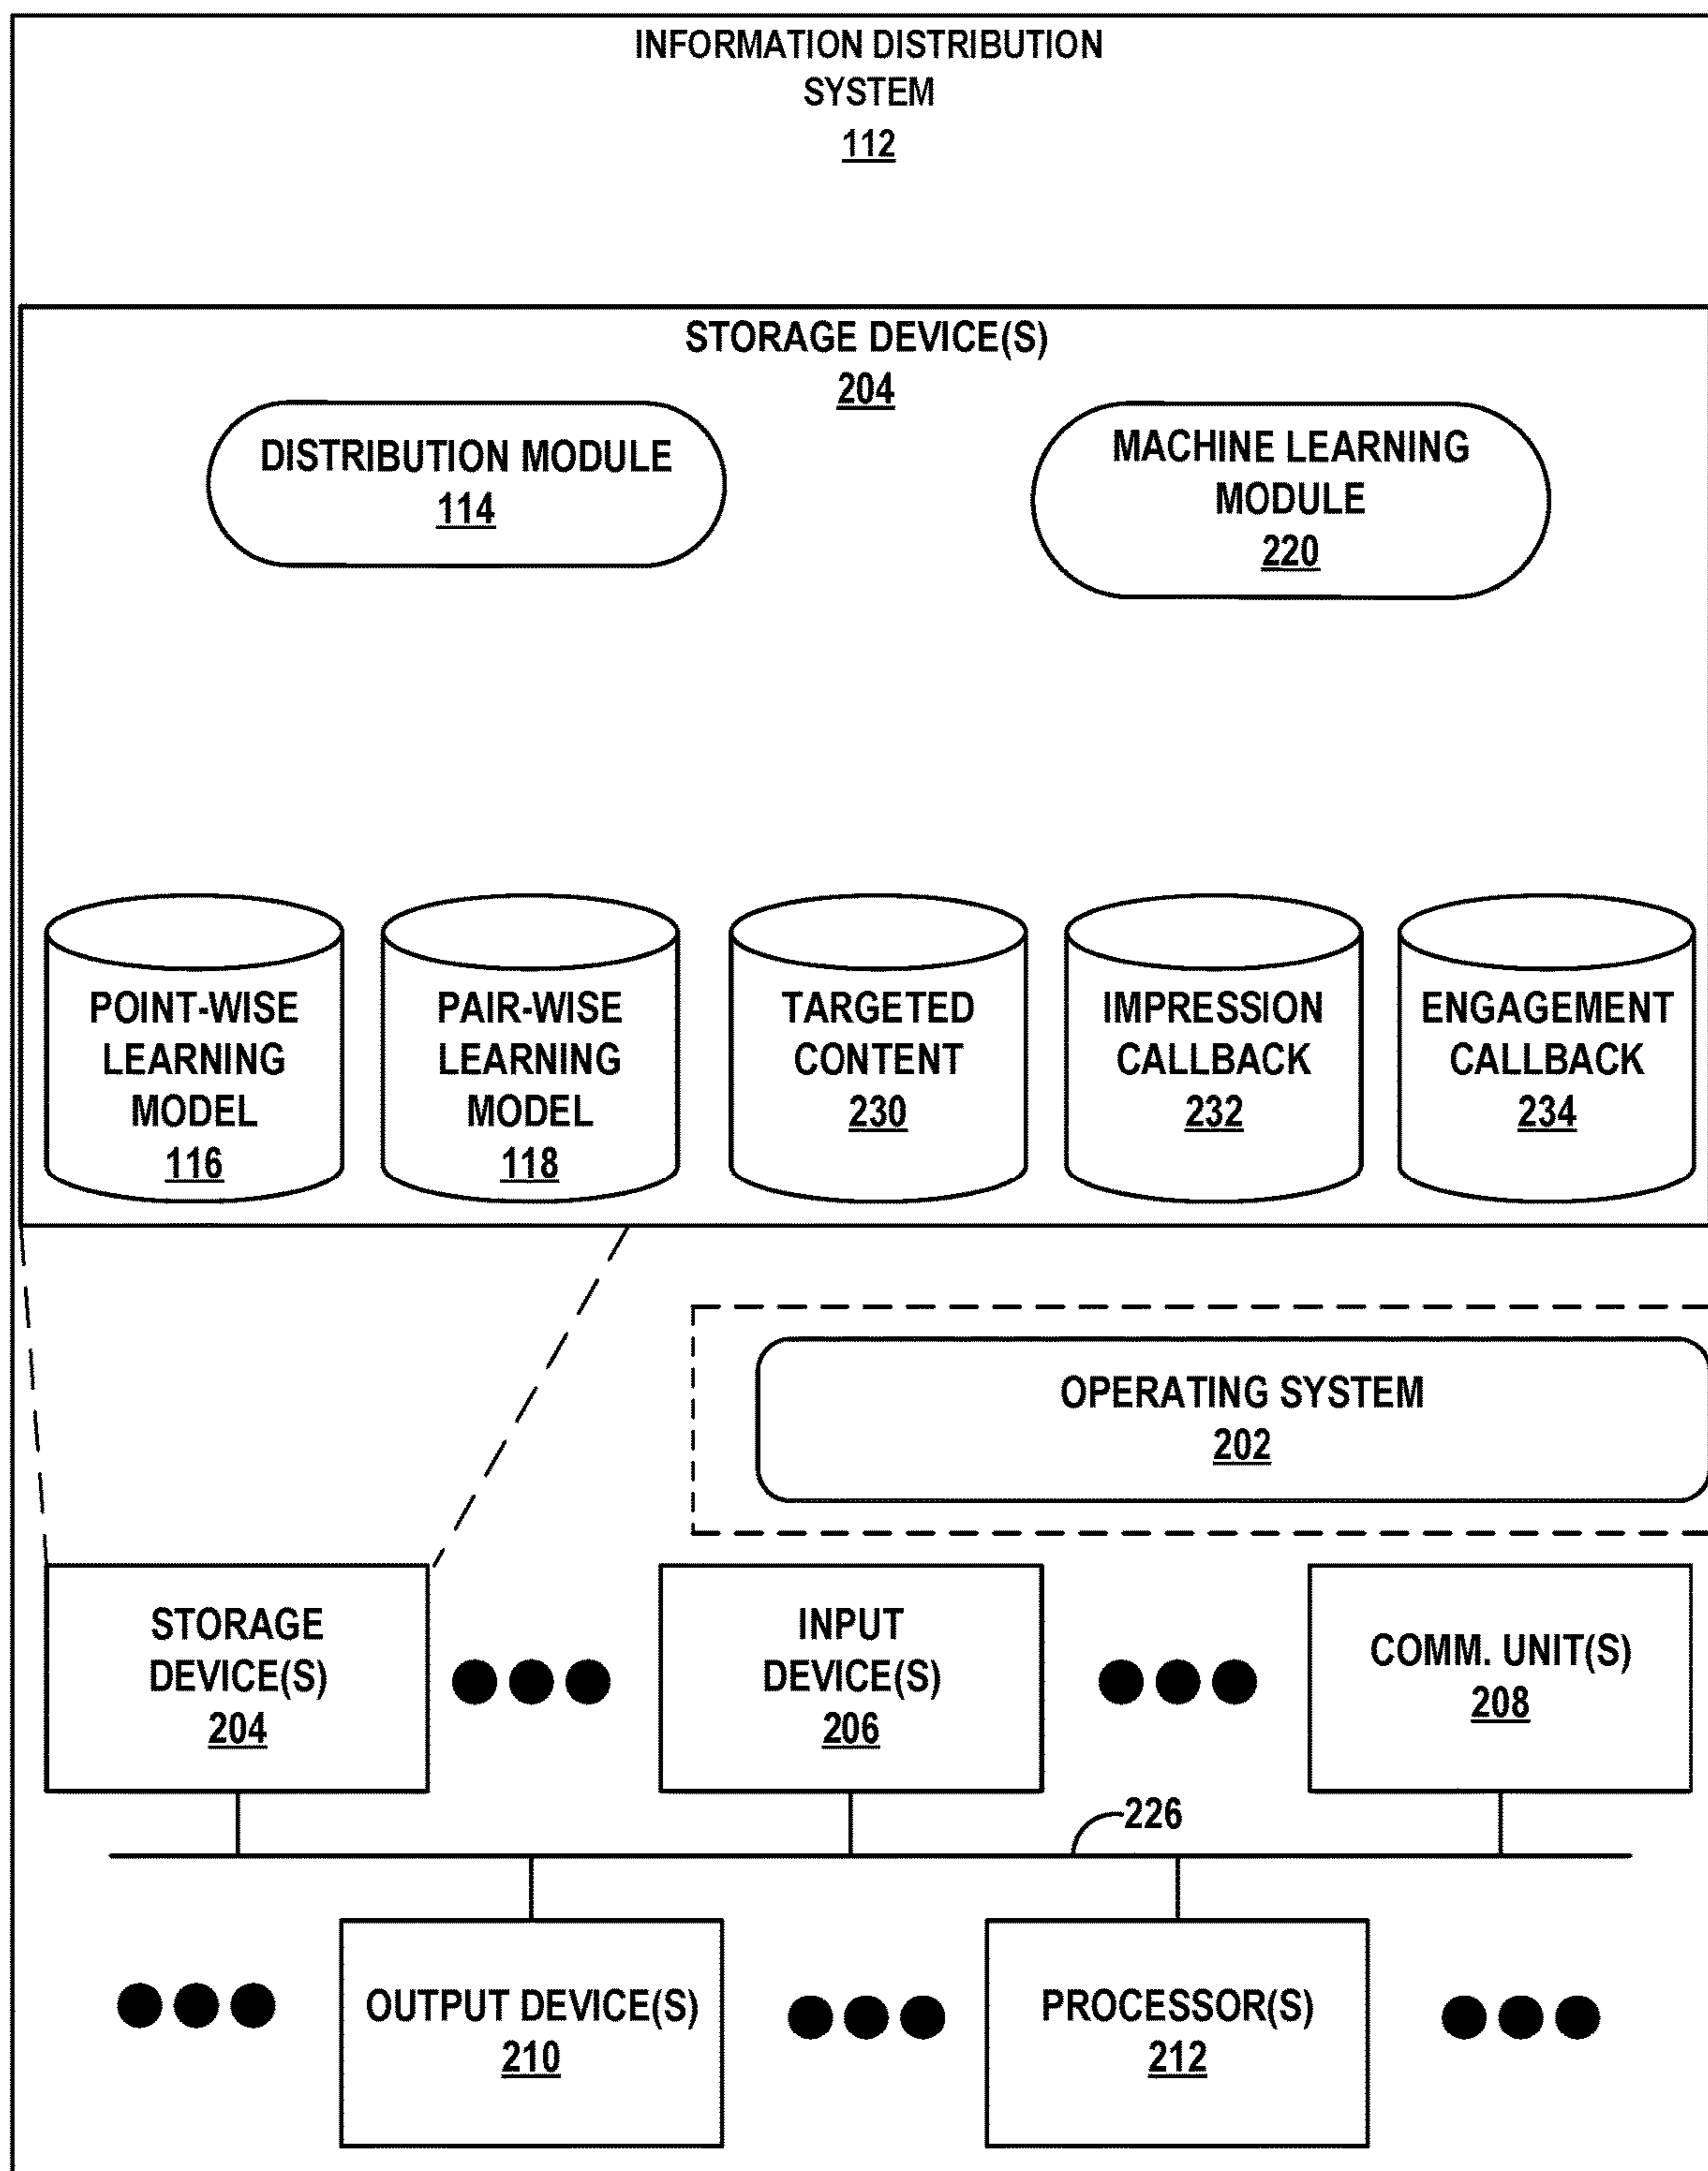 INFORMATION DISTRIBUTION
SYSTEM
112
STORAGE DEVICE(S)
204
DISTRIBUTION MODULE
114
MACHINE LEARNING
MODULE
220
POINT-WISE
LEARNING
MODEL
116
PAIR-WISE
LEARNING
MODEL
118
TARGETED
CONTENT
230
IMPRESSION
CALLBACK
232
ENGAGEMENT
CALLBACK
234
OPERATING SYSTEM
202
STORAGE
DEVICE(S)
204
INPUT
DEVICE(S)
206
COMM. UNIT(S)
208
226
OUTPUT DEVICE(S)
210
PROCESSOR(S)
212